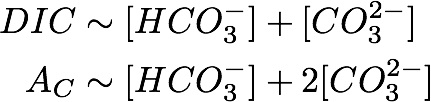 DIC ∼ [HCO₃⁻] + [CO₃²⁻]
A_C ∼ [HCO₃⁻] + 2[CO₃²⁻]